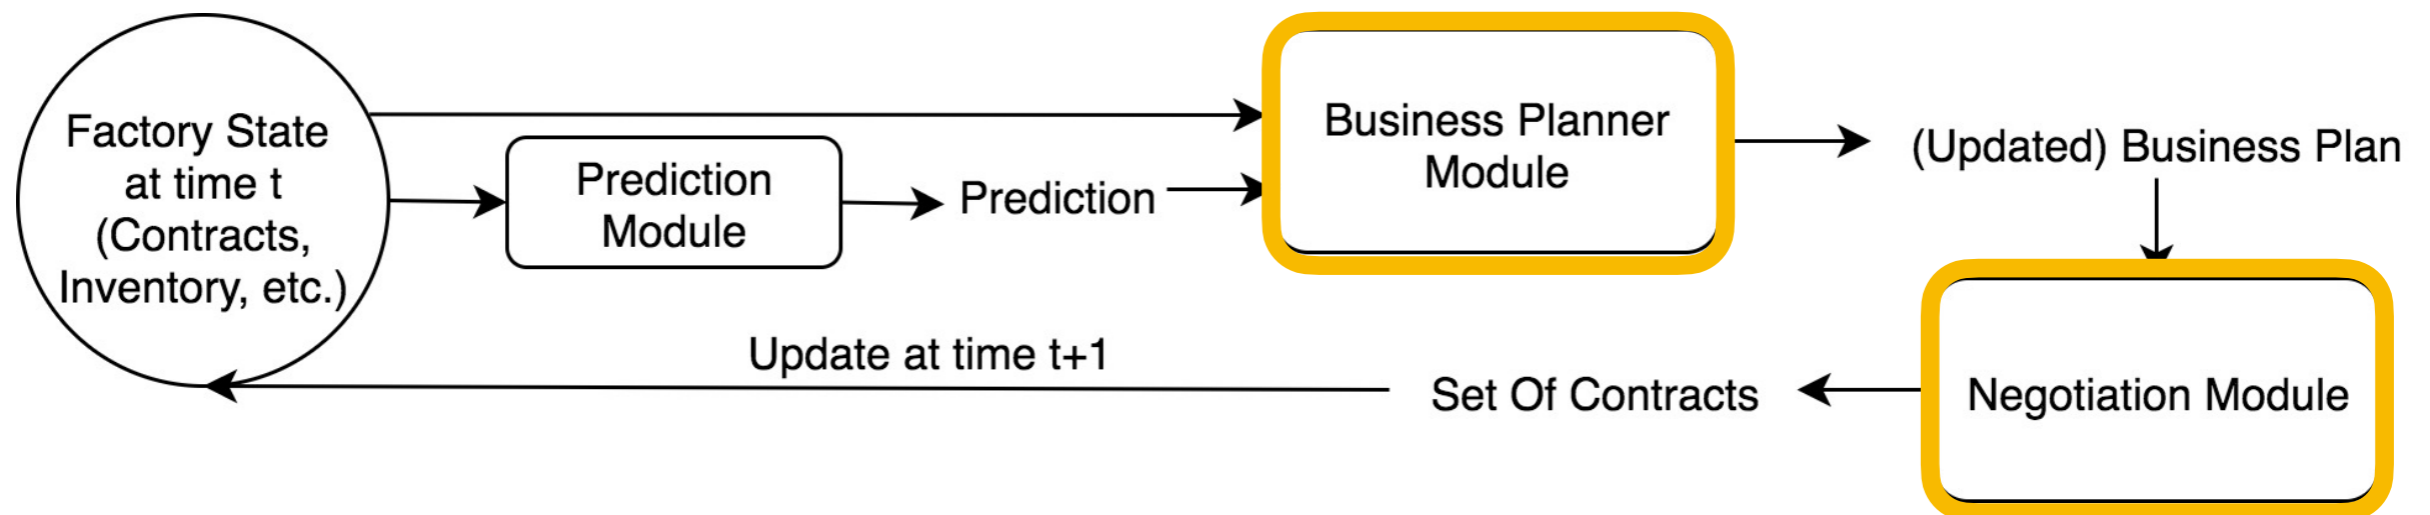 Factory State
at time t
(Contracts,
Inventory, etc.)
Prediction
Module
Prediction
Business Planner
Module
(Updated) Business Plan
Negotiation Module
Set Of Contracts
Update at time t+1